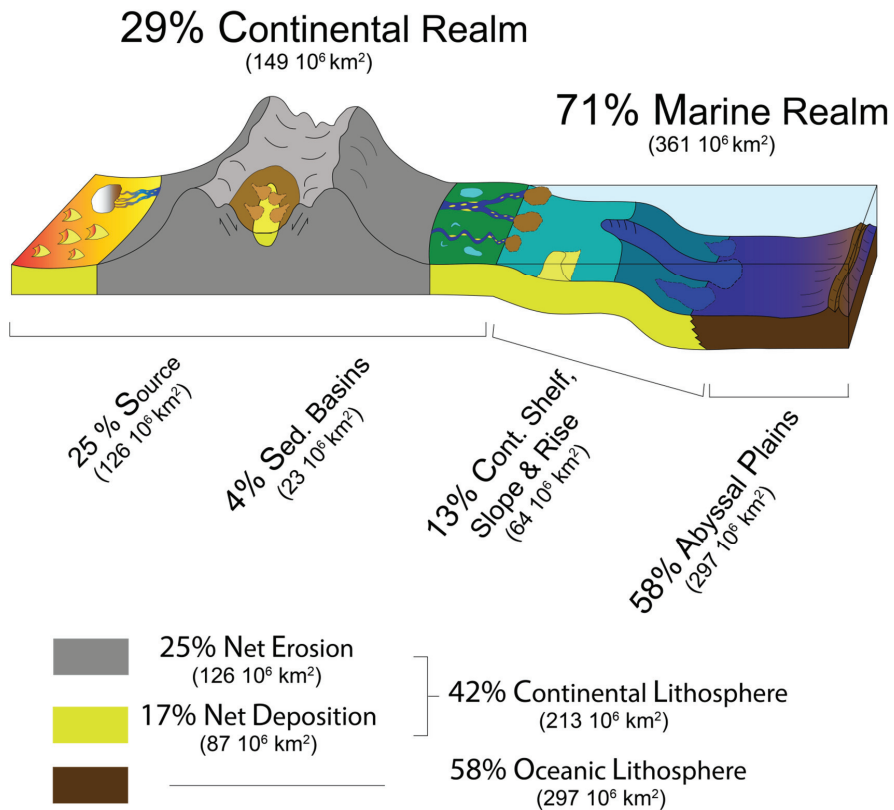 29% Continental Realm
(149 10⁶ km²)
71% Marine Realm
(361 10⁶ km²)
25 % Source
(126 10⁶ km²)
4% Sed. Basins
(23 10⁶ km²)
13% Cont. Shelf,
Slope & Rise
(64 10⁶ km²)
58% Abyssal Plains
(297 10⁶ km²)
25% Net Erosion
(126 10⁶ km²)
17% Net Deposition
(87 10⁶ km²)
42% Continental Lithosphere
(213 10⁶ km²)
58% Oceanic Lithosphere
(297 10⁶ km²)